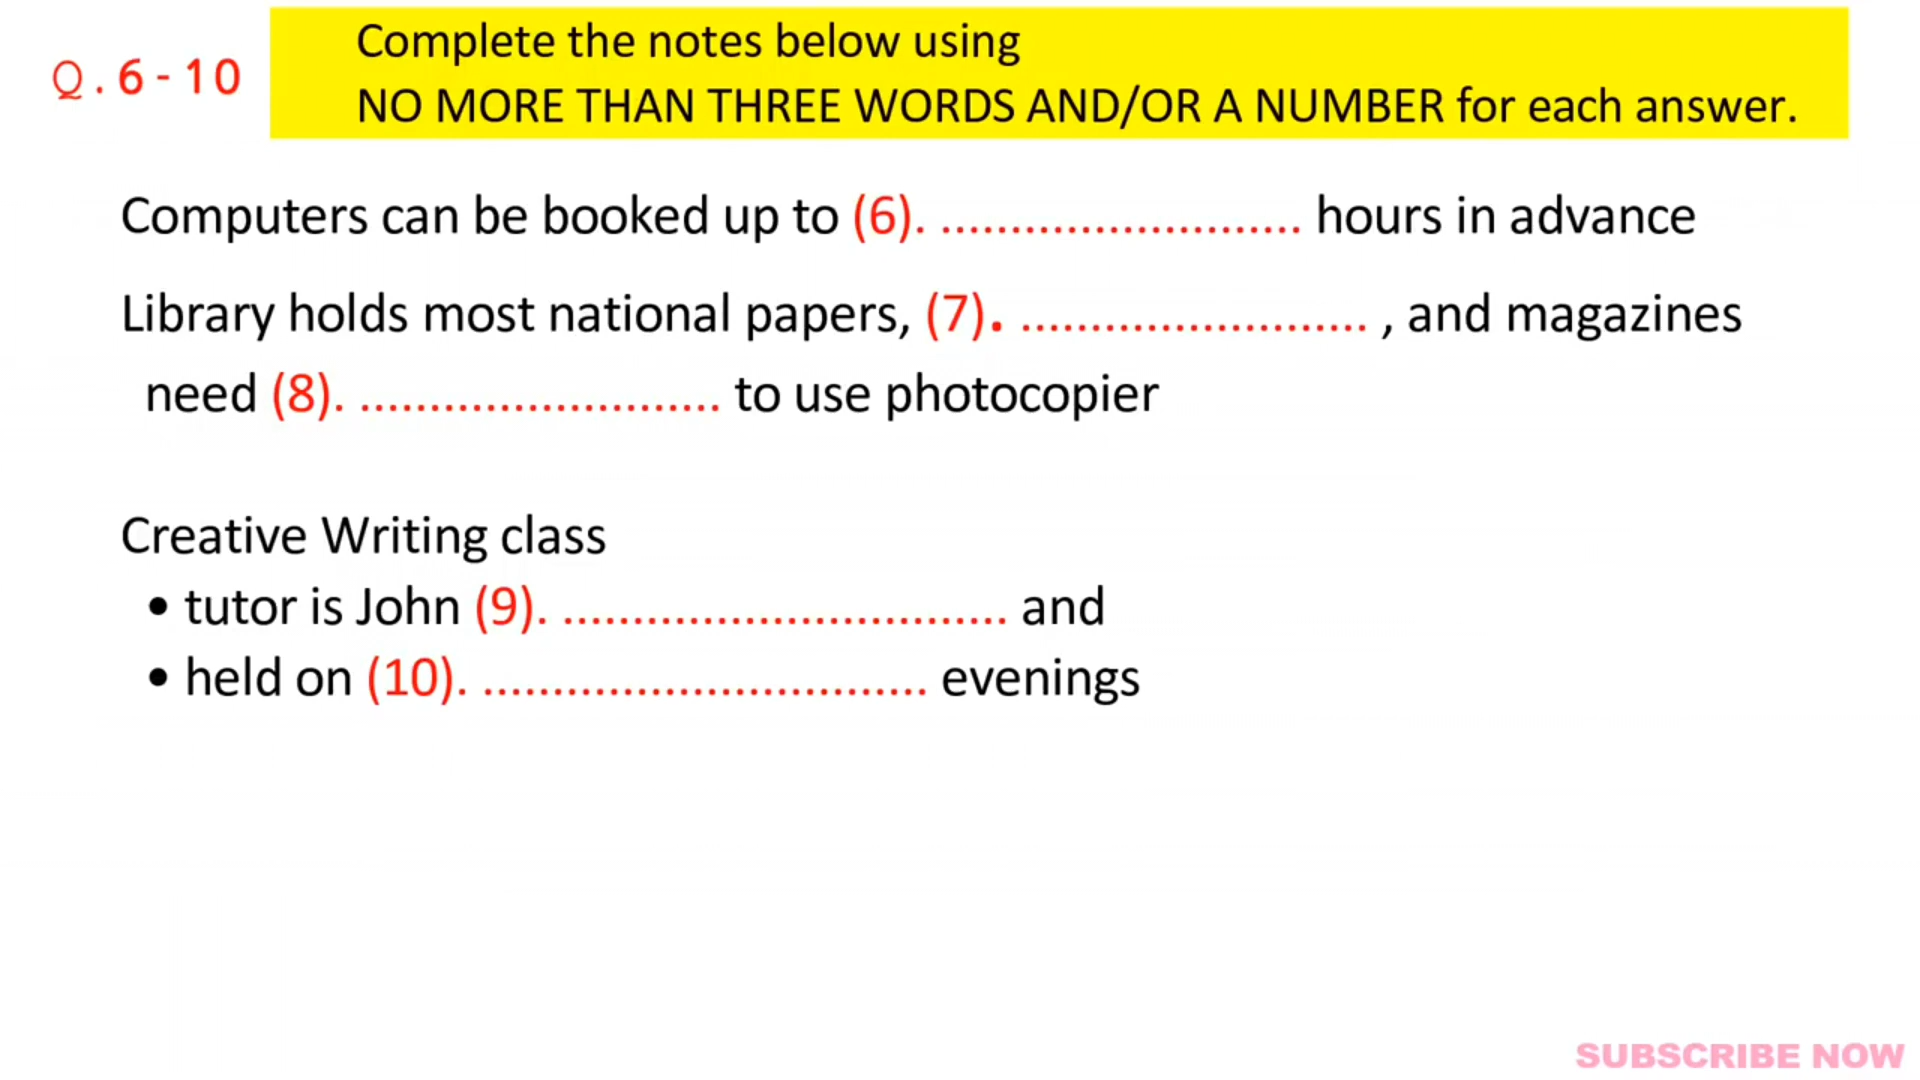 Q.6-10
Complete the notes below using
NO MORE THAN THREE WORDS AND/OR A NUMBER for each answer.
Computers can be booked up to (6). .......................... hours in advance
Library holds most national papers, (7). ......................... , and magazines
need (8). .......................... to use photocopier
Creative Writing class
• tutor is John (9). ................................ and
• held on (10). ................................ evenings
SUBSCRIBE NOW